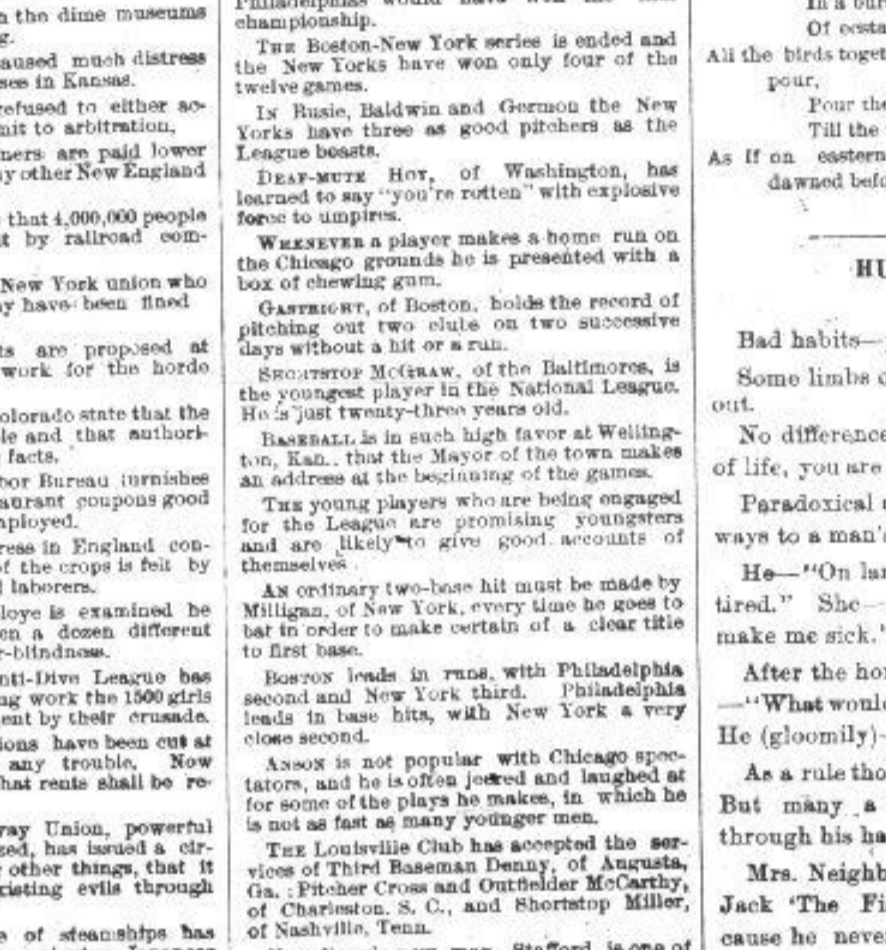 n the dime museums
g.
aused much distress
ses in Kansas.
refused to either ac-
mit to arbitration,
ners are paid lower
y other New England
that 4,000,000 people
t by railroad com-
New York union who
y have been fined
ts are proposed at
work for the horde
olorado state that the
le and that authori-
facts.
bor Bureau furnishes
aurant coupons good
mployed.
ress in England con-
f the crops is felt by
l laborers.
loye is examined he
en a dozen different
r-blindness.
nti-Dive League has
ng work the 1500 girls
ent by their crusade.
ions have been cut at
any trouble. Now
hat rents shall be re-
way Union, powerful
zed, has issued a cir-
other things, that it
xisting evils through
e of steamships has
Philadelphias would have won the
championship.
THE Boston-New York series is ended and
the New Yorks have won only four of the
twelve games.
IN Rusie, Baldwin and German the New
Yorks have three as good pitchers as the
League boasts.
DEAF-MUTE HOY, of Washington, has
learned to say "you're rotten" with explosive
force to umpires.
WHENEVER a player makes a home run on
the Chicago grounds he is presented with a
box of chewing gum.
GASTRIGHT, of Boston, holds the record of
pitching out two clubs on two successive
days without a hit or a run.
SHORTSTOP MCGRAW, of the Baltimores, is
the youngest player in the National League.
He is just twenty-three years old.
BASEBALL is in such high favor at Welling-
ton, Kan., that the Mayor of the town makes
an address at the beginning of the games.
THE young players who are being engaged
for the League are promising youngsters
and are likely to give good accounts of
themselves.
AN ordinary two-base hit must be made by
Milligan, of New York, every time he goes to
bat in order to make certain of a clear title
to first base.
BOSTON leads in runs, with Philadelphia
second and New York third. Philadelphia
leads in base hits, with New York a very
close second.
ANSON is not popular with Chicago spec-
tators, and he is often jeered and laughed at
for some of the plays he makes, in which he
is not as fast as many younger men.
THE Louisville Club has accepted the ser-
vices of Third Baseman Denny, of Augusta,
Ga.; Pitcher Cross and Outfielder McCarthy,
of Charleston, S. C., and Shortstop Miller,
of Nashville, Tenn.
Stafford, is one of
In a bur
Of ecsta
All the birds toget
pour,
Pour the
Till the
As if on eastern
dawned befo
HU
Bad habits—
Some limbs o
out.
No difference
of life, you are
Paradoxical
ways to a man'
He—"On lan
tired." She—
make me sick.'
After the hor
—"What would
He (gloomily)-
As a rule tho
But many a
through his ha
Mrs. Neighb
Jack 'The Fi
cause he neve